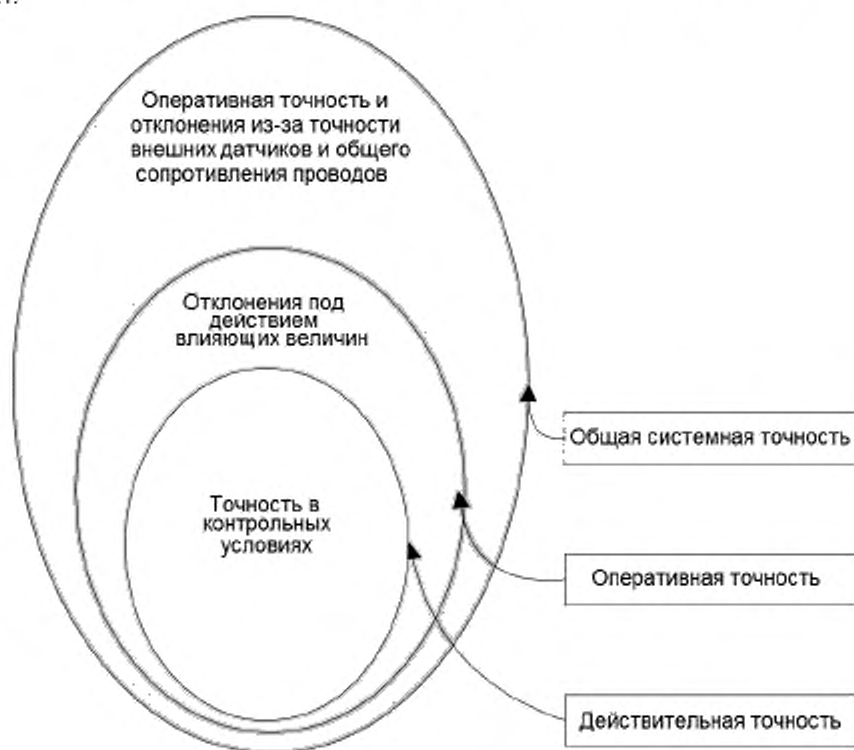 Оперативная точность и
отклонения из-за точности
внешних датчиков и общего
сопротивления проводов
Отклонения под
действием
влияющих величин
Точность в
контрольных
условиях
Общая системная точность
Оперативная точность
Действительная точность